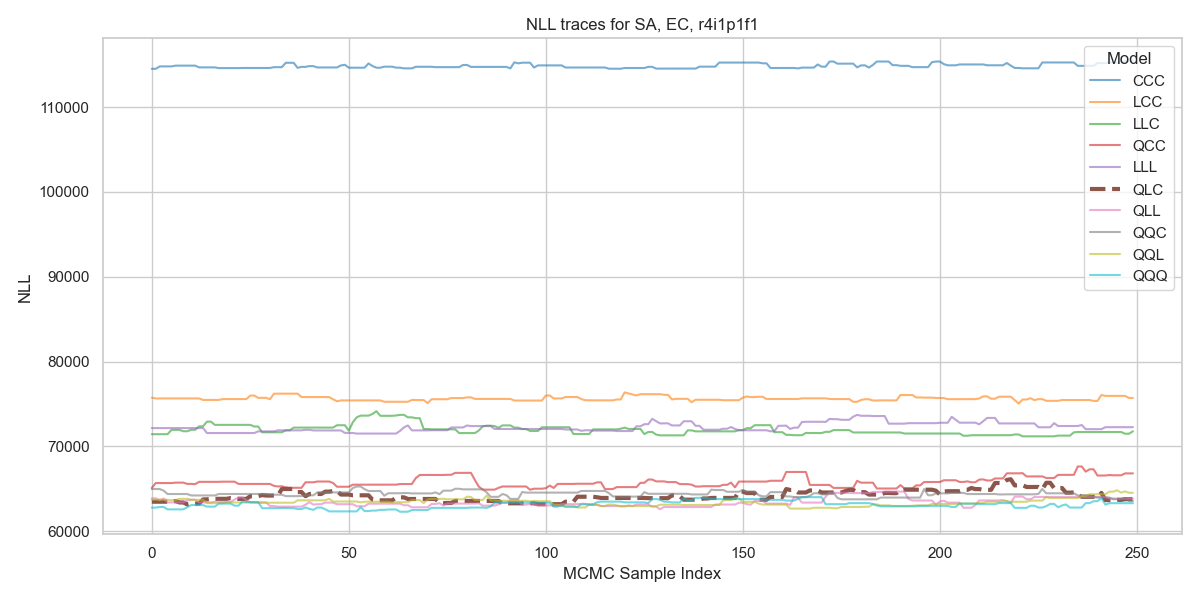 NLL traces for SA, EC, r4i1p1f1
NLL
110000
100000
90000
80000
70000
60000
0
50
100
150
200
250
MCMC Sample Index
Model
CCC
LCC
LLC
QCC
LLL
QLC
QLL
QQC
QQL
QQQ